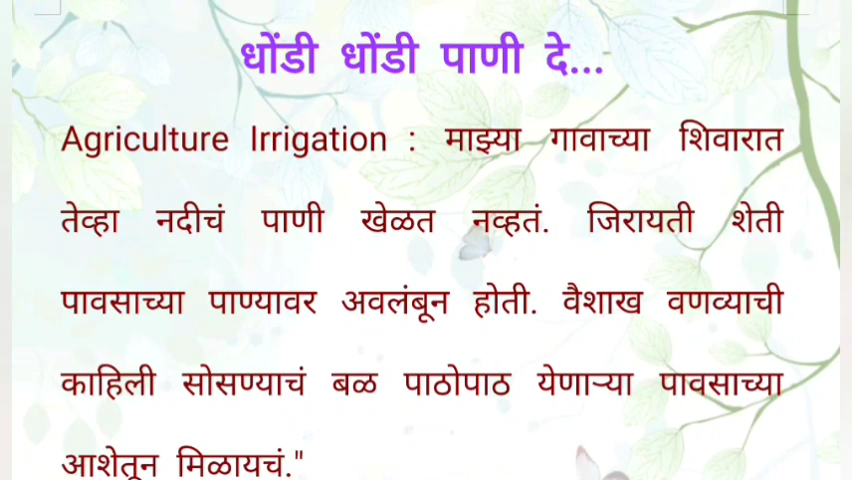 धोंडी धोंडी पाणी दे...
Agriculture Irrigation : माझ्या गावाच्या शिवारात
तेव्हा नदीचं पाणी खेळत नव्हतं. जिरायती शेती
पावसाच्या पाण्यावर अवलंबून होती. वैशाख वणव्याची
काहिली सोसण्याचं बळ पाठोपाठ येणाऱ्या पावसाच्या
आशेतून मिळायचं."